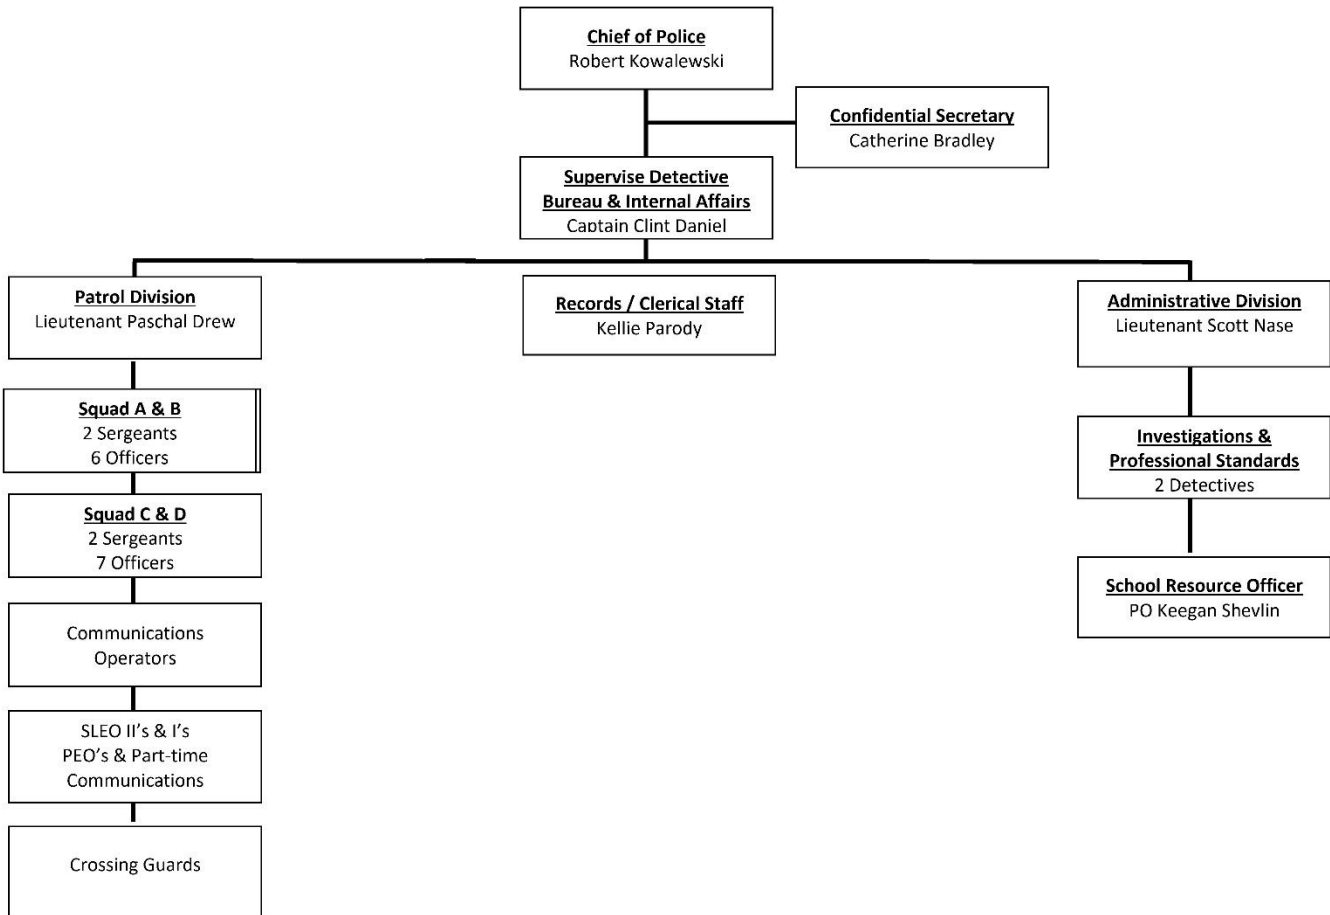 Chief of Police
Robert Kowalewski
Confidential Secretary
Catherine Bradley
Supervise Detective
Bureau & Internal Affairs
Captain Clint Daniel
Patrol Division
Lieutenant Paschal Drew
Records / Clerical Staff
Kellie Parody
Administrative Division
Lieutenant Scott Nase
Squad A & B
2 Sergeants
6 Officers
Squad C & D
2 Sergeants
7 Officers
Communications
Operators
SLEO II’s & I’s
PEO’s & Part-time
Communications
Crossing Guards
Investigations &
Professional Standards
2 Detectives
School Resource Officer
PO Keegan Shevlin